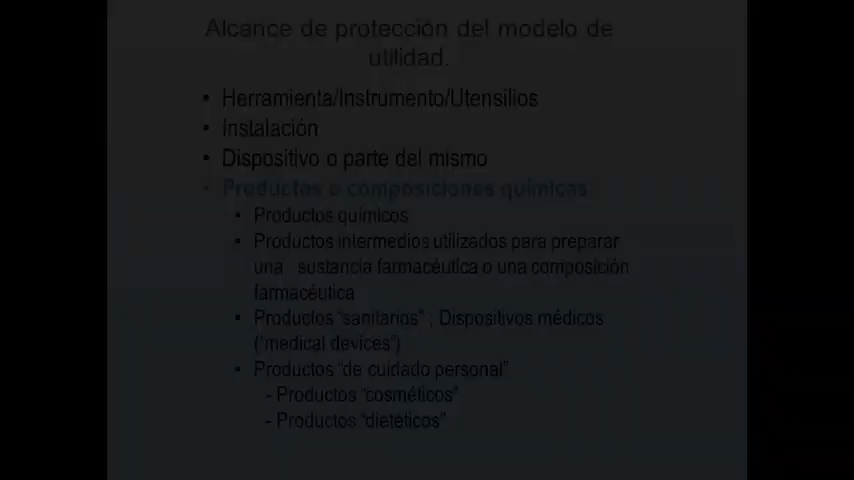 Alcance de protección del modelo de
utilidad.
• Herramienta/Instrumento/Utensilios
• Instalación
• Dispositivo o parte del mismo
• Productos o composiciones químicas
• Productos químicos
• Productos intermedios utilizados para preparar
una sustancia farmacéutica o una composición
farmacéutica
• Productos “sanitarios” ; Dispositivos médicos
(“medical devices”)
• Productos “de cuidado personal”
- Productos “cosméticos”
- Productos “dietéticos”